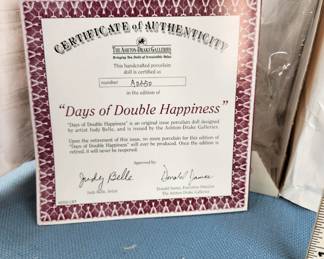 CERTIFICATE of AUTHENTICITY
THE ASHTON-DRAKE GALLERIES
This handcrafted porcelain
doll is certified as
number
in the edition of
"Days of Double Happiness"
"Days of Double Happiness" is an original issue porcelain doll designed
by artist Judy Belle, and is issued by the Ashton-Drake Galleries.
Upon the retirement of this issue, no more porcelain for this edition of
"Days of Double Happiness" will ever be produced. Once this edition is
retired, it will never be reopened.
Approved by:
Judy Belle
Judy Belle, Artist